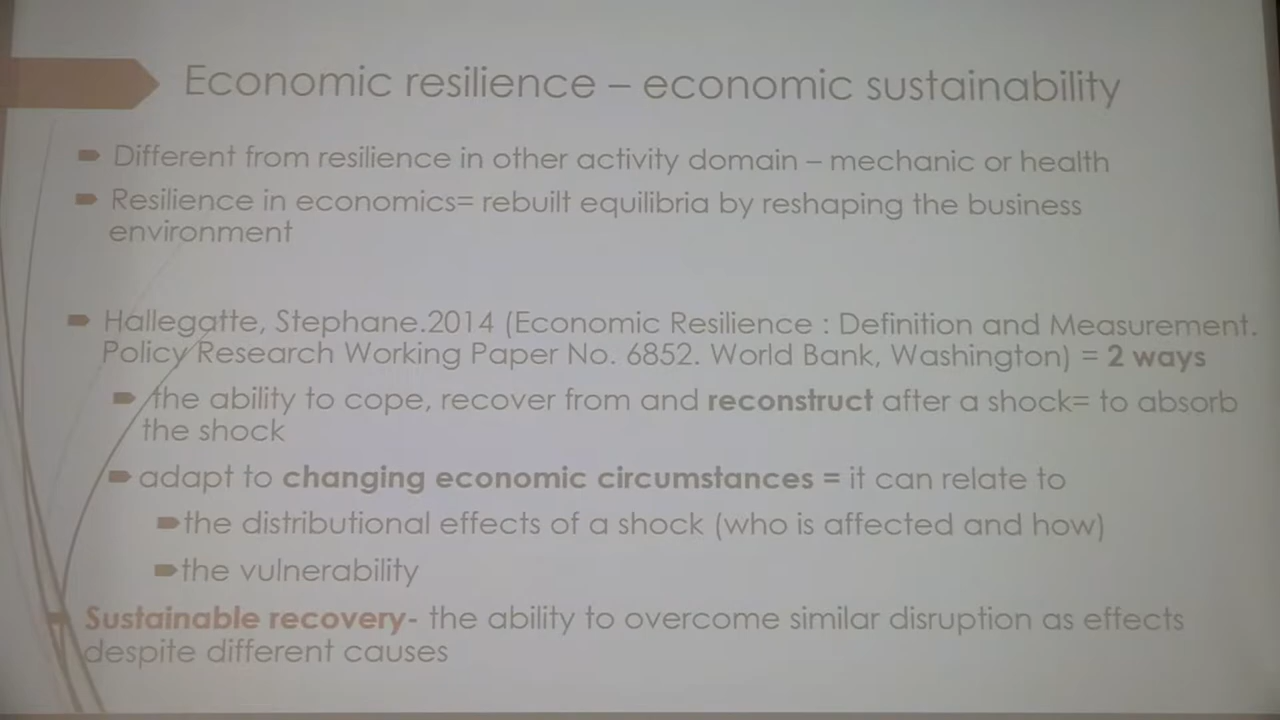 Economic resilience – economic sustainability
Different from resilience in other activity domain – mechanic or health
Resilience in economics= rebuilt equilibria by reshaping the business
environment
Hallegatte, Stephane.2014 (Economic Resilience : Definition and Measurement.
Policy Research Working Paper No. 6852. World Bank, Washington) = 2 ways
the ability to cope, recover from and reconstruct after a shock= to absorb
the shock
adapt to changing economic circumstances = it can relate to
the distributional effects of a shock (who is affected and how)
the vulnerability
Sustainable recovery- the ability to overcome similar disruption as effects
despite different causes